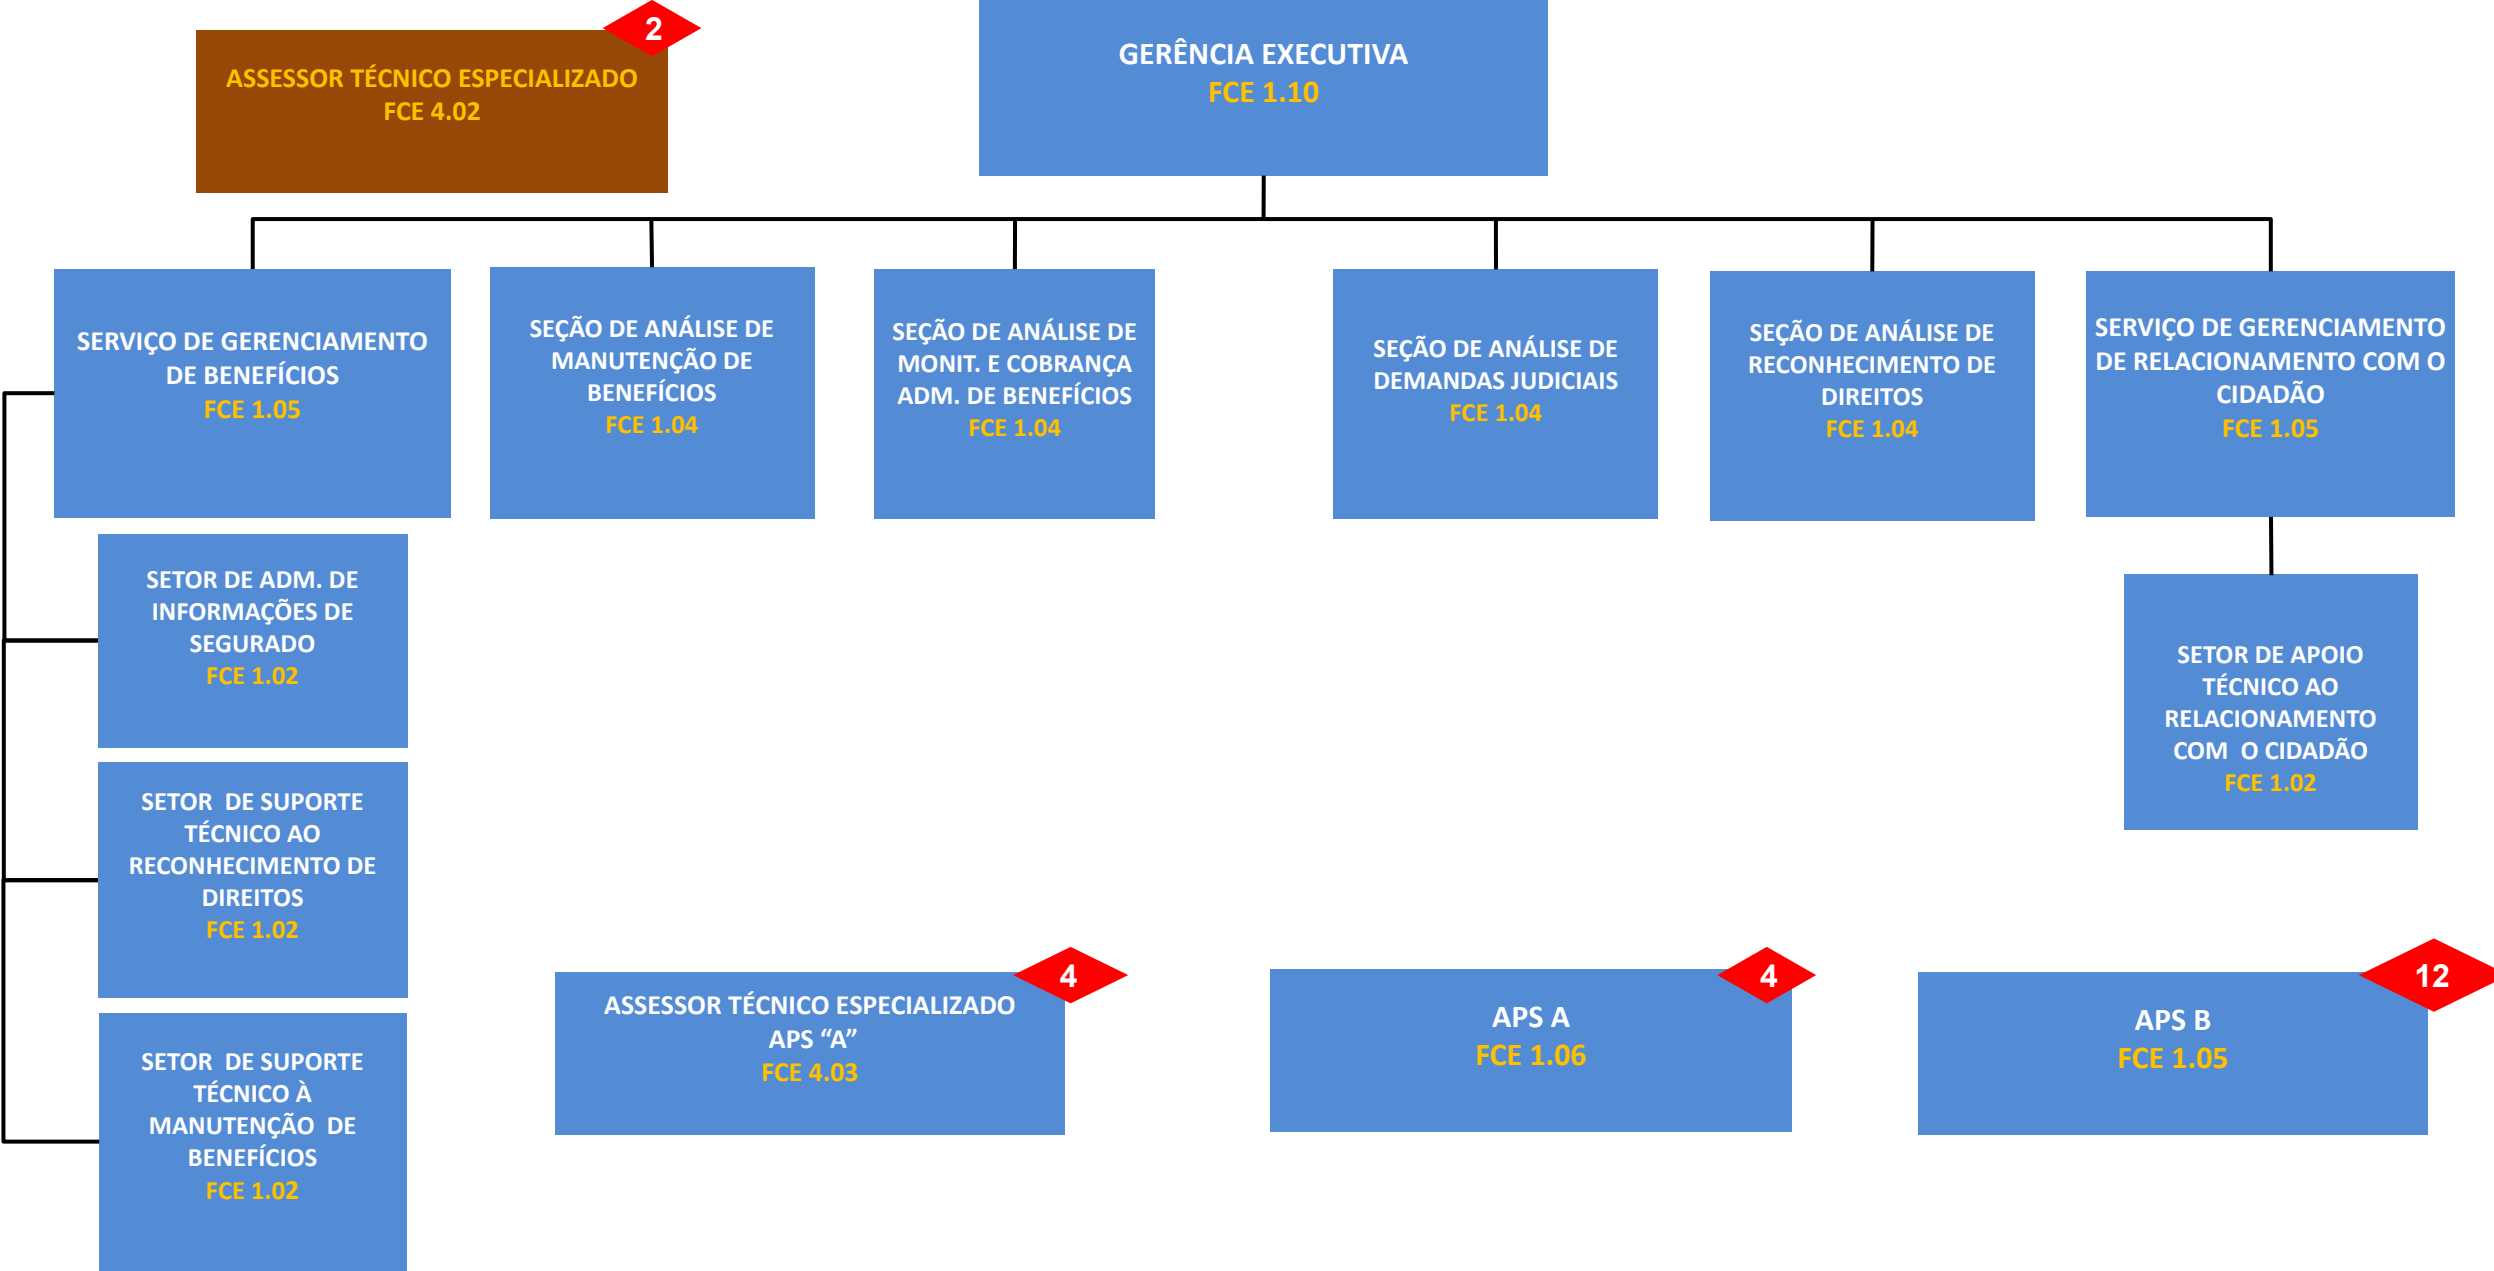 2
ASSESSOR TÉCNICO ESPECIALIZADO
FCE 4.02
GERÊNCIA EXECUTIVA
FCE 1.10
SERVIÇO DE GERENCIAMENTO
DE BENEFÍCIOS
FCE 1.05
SEÇÃO DE ANÁLISE DE
MANUTENÇÃO DE
BENEFÍCIOS
FCE 1.04
SEÇÃO DE ANÁLISE DE
MONIT. E COBRANÇA
ADM. DE BENEFÍCIOS
FCE 1.04
SEÇÃO DE ANÁLISE DE
DEMANDAS JUDICIAIS
FCE 1.04
SEÇÃO DE ANÁLISE DE
RECONHECIMENTO DE
DIREITOS
FCE 1.04
SERVIÇO DE GERENCIAMENTO
DE RELACIONAMENTO COM O
CIDADÃO
FCE 1.05
SETOR DE ADM. DE
INFORMAÇÕES DE
SEGURADO
FCE 1.02
SETOR DE APOIO
TÉCNICO AO
RELACIONAMENTO
COM O CIDADÃO
FCE 1.02
SETOR DE SUPORTE
TÉCNICO AO
RECONHECIMENTO DE
DIREITOS
FCE 1.02
SETOR DE SUPORTE
TÉCNICO À
MANUTENÇÃO DE
BENEFÍCIOS
FCE 1.02
4
ASSESSOR TÉCNICO ESPECIALIZADO
APS “A”
FCE 4.03
4
APS A
FCE 1.06
12
APS B
FCE 1.05